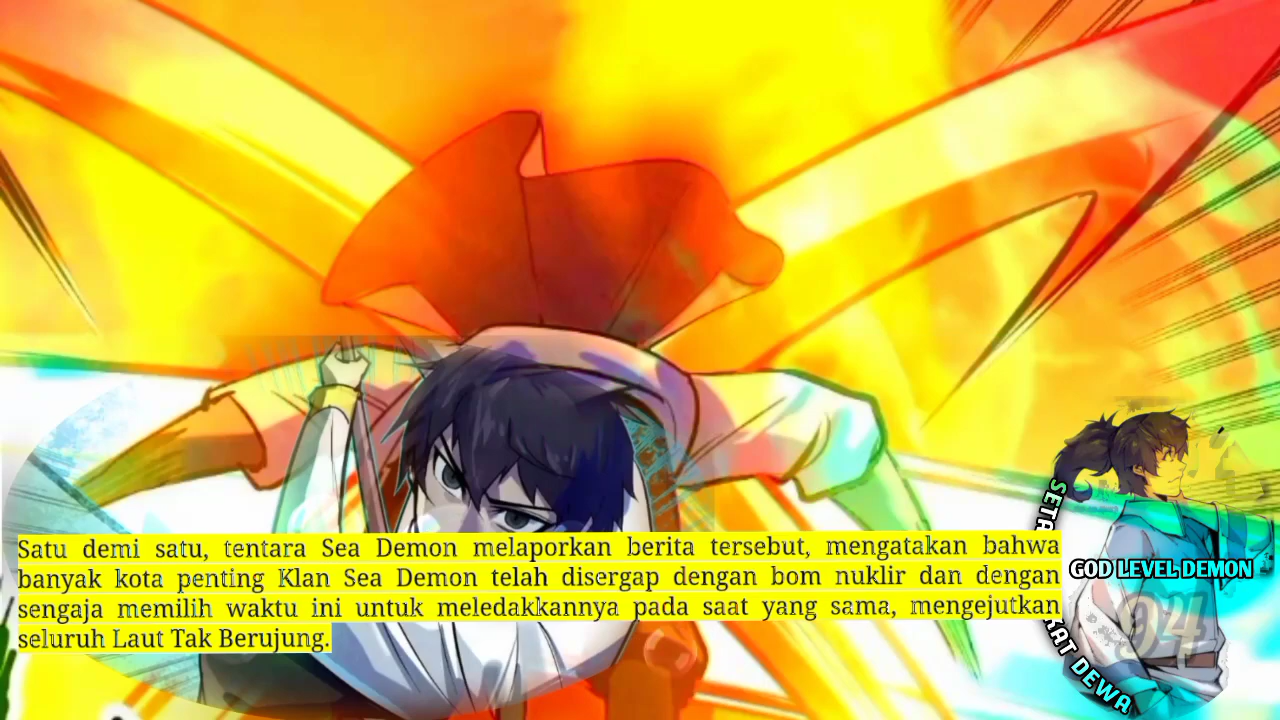 Satu demi satu, tentara Sea Demon melaporkan berita tersebut, mengatakan bahwa
banyak kota penting Klan Sea Demon telah disergap dengan bom nuklir dan dengan
sengaja memilih waktu ini untuk meledakkannya pada saat yang sama, mengejutkan
seluruh Laut Tak Berujung.
GOD LEVEL DEMON
94
DEWA